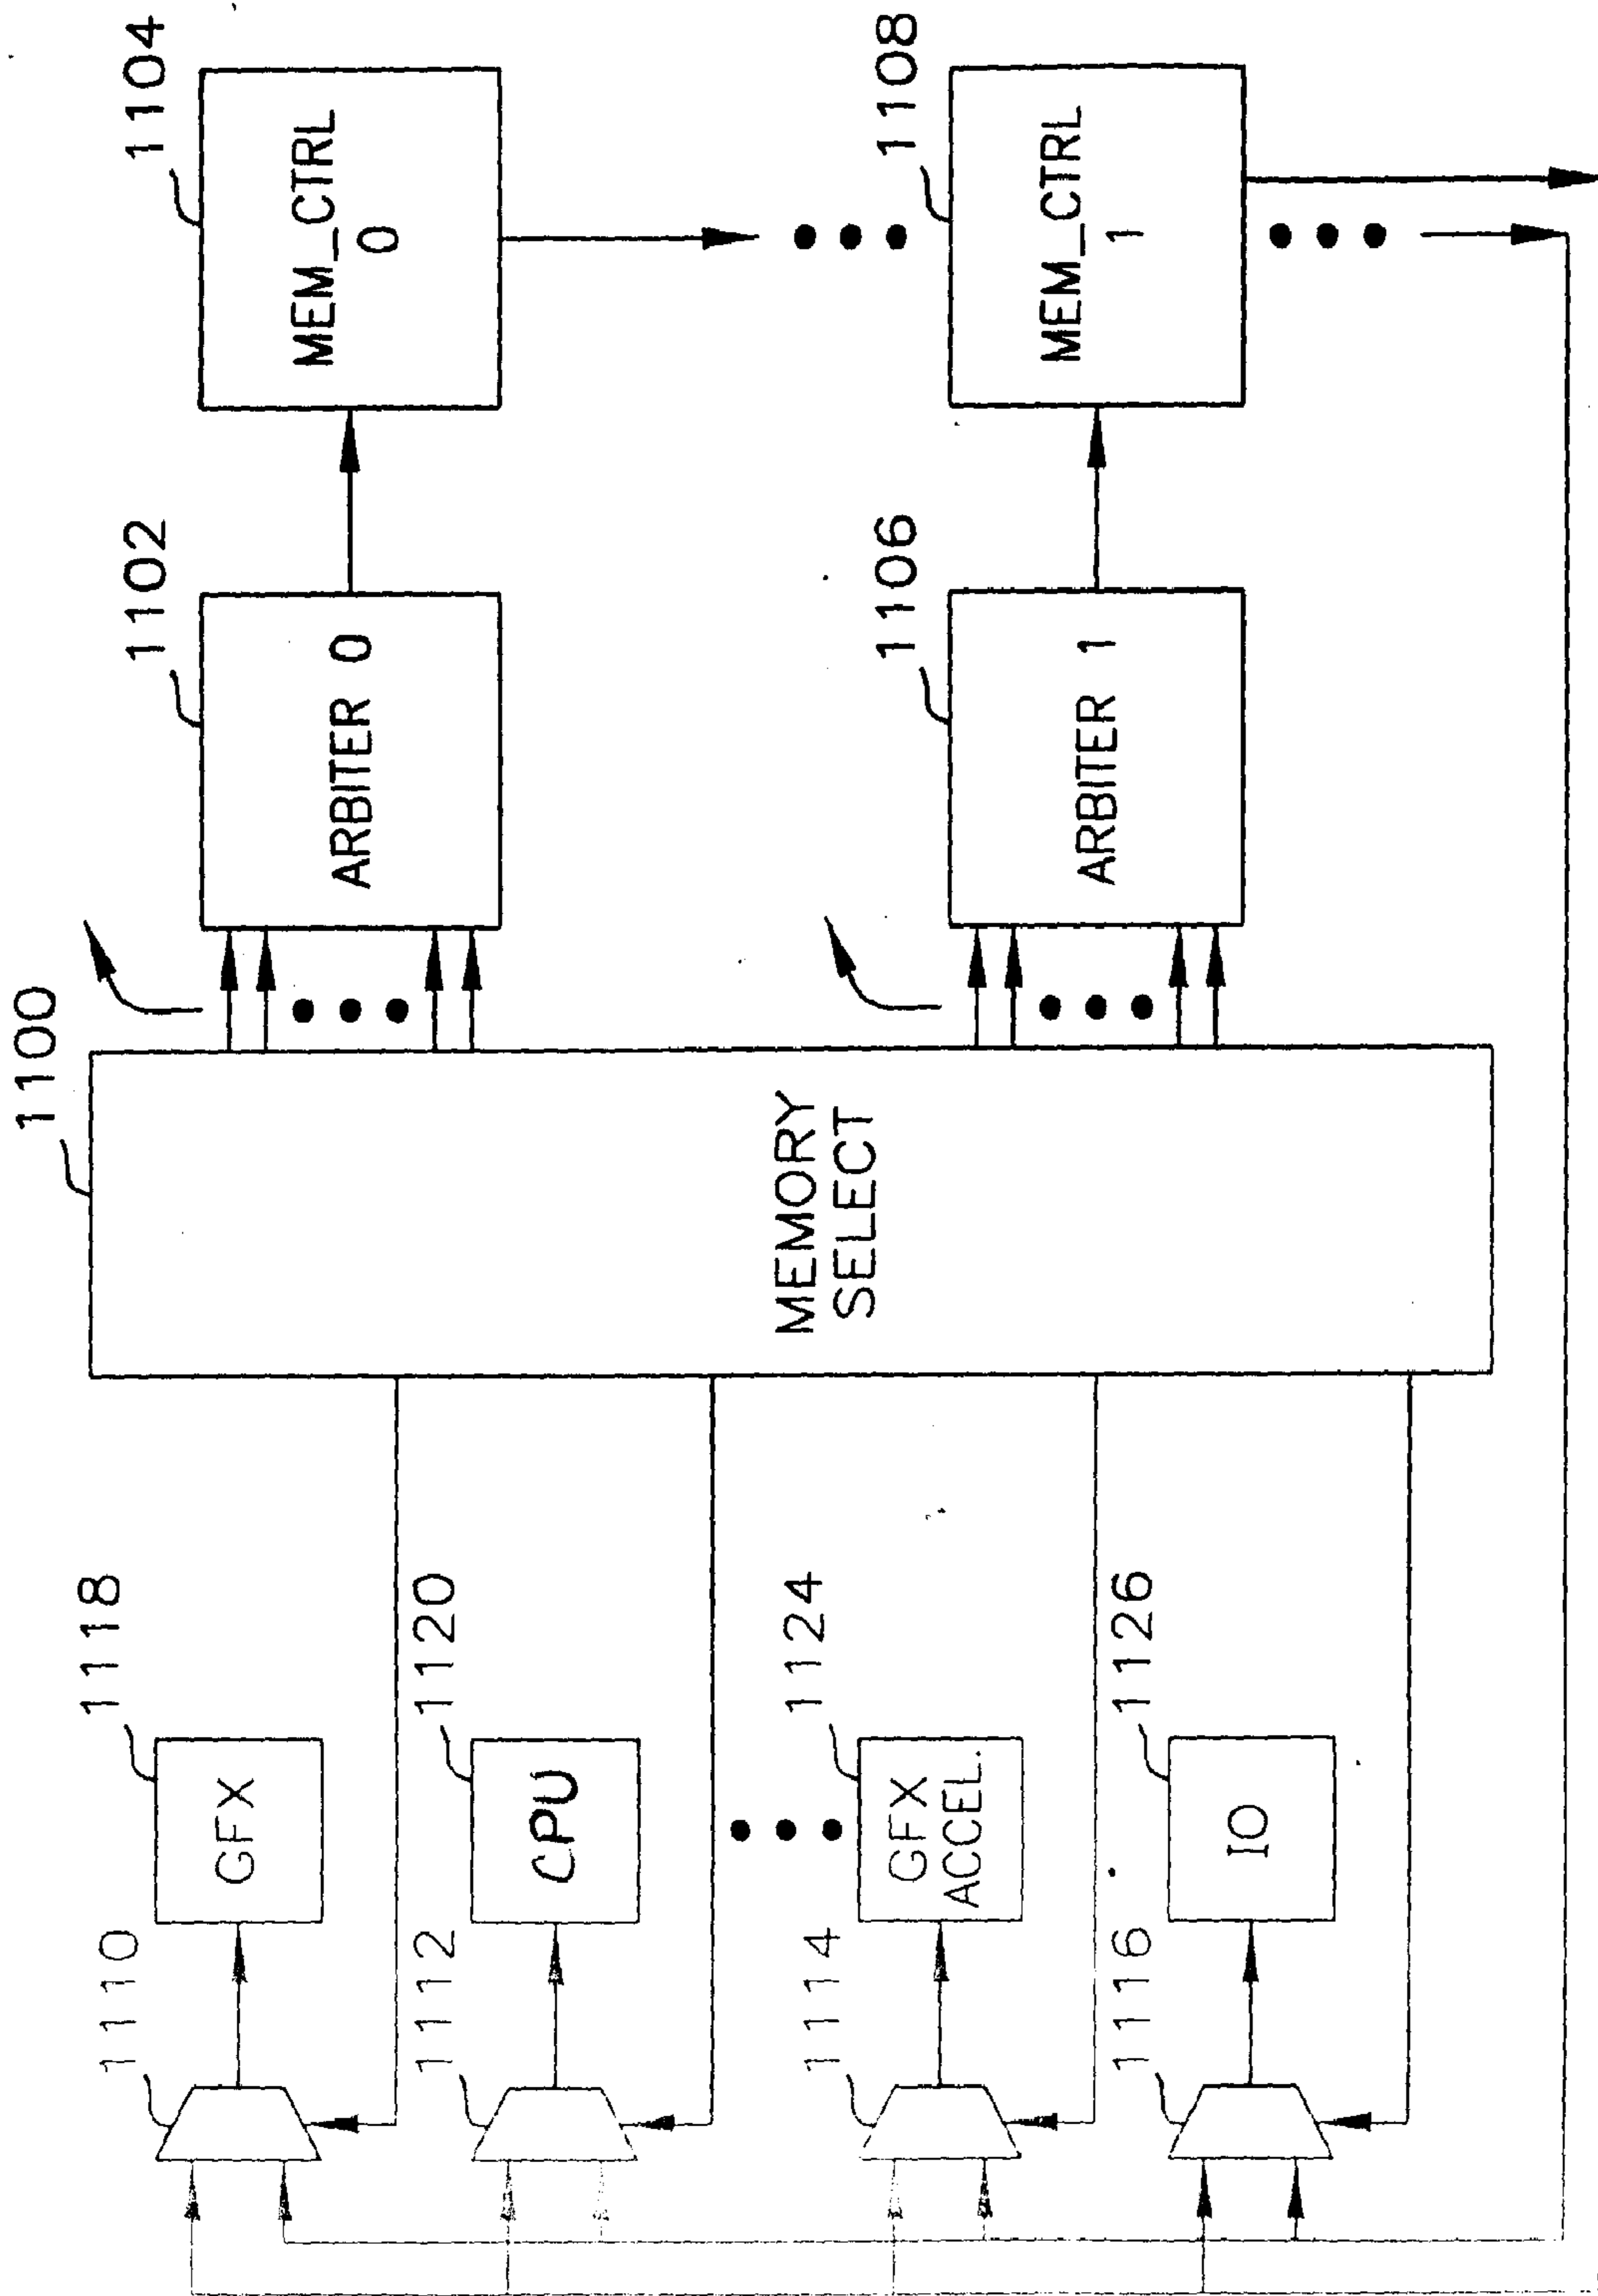 1104
MEM_CTRL
0
1108
MEM_CTRL
1
1102
ARBITER 0
1106
ARBITER 1
1100
MEMORY
SELECT
1118
GFX
1120
CPU
1124
GFX
ACCEL.
1126
IO
1110
1112
1114
1116